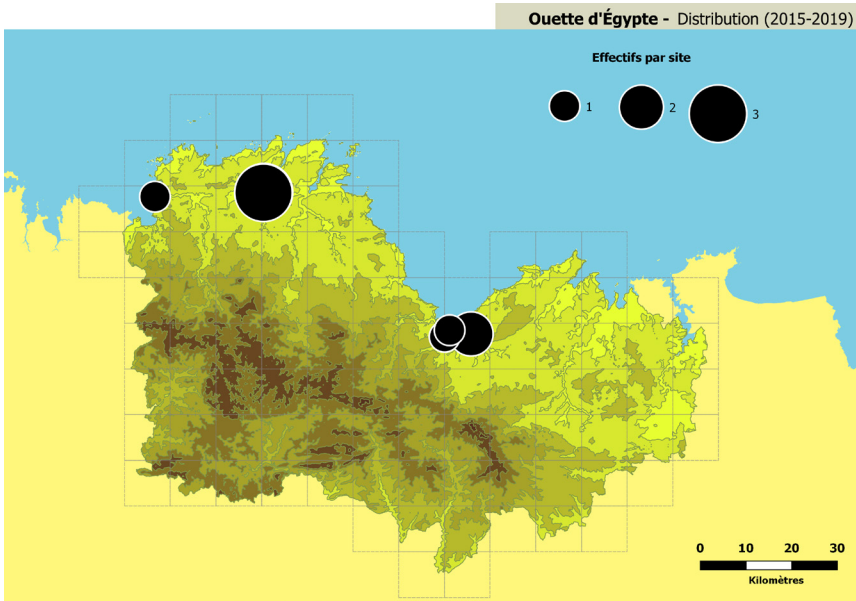 Ouette d'Égypte - Distribution (2015-2019)
Effectifs par site
1 2 3
0 10 20 30
Kilomètres